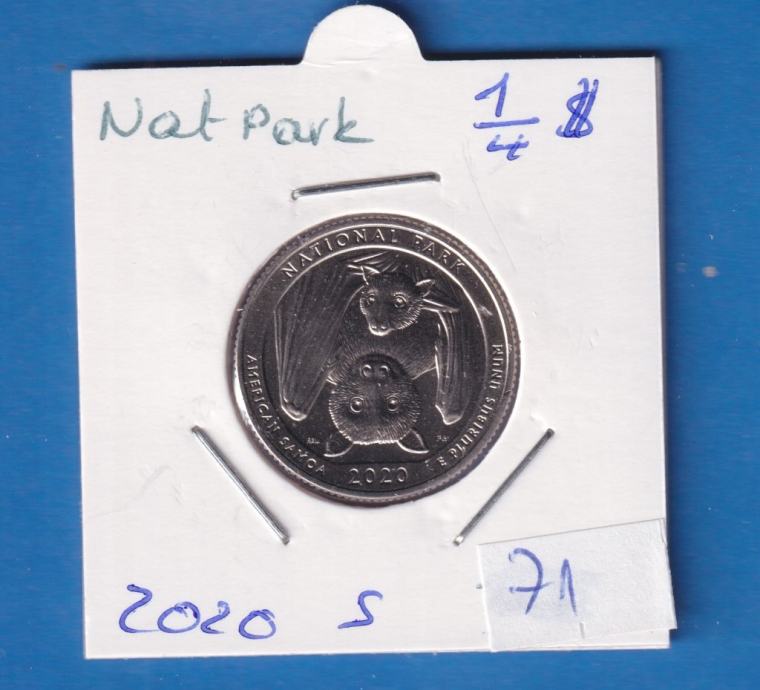 Nat Park 1/4 $
NATIONAL PARK
AMERICAN SAMOA
2020
E PLURIBUS UNUM
71
2020 S